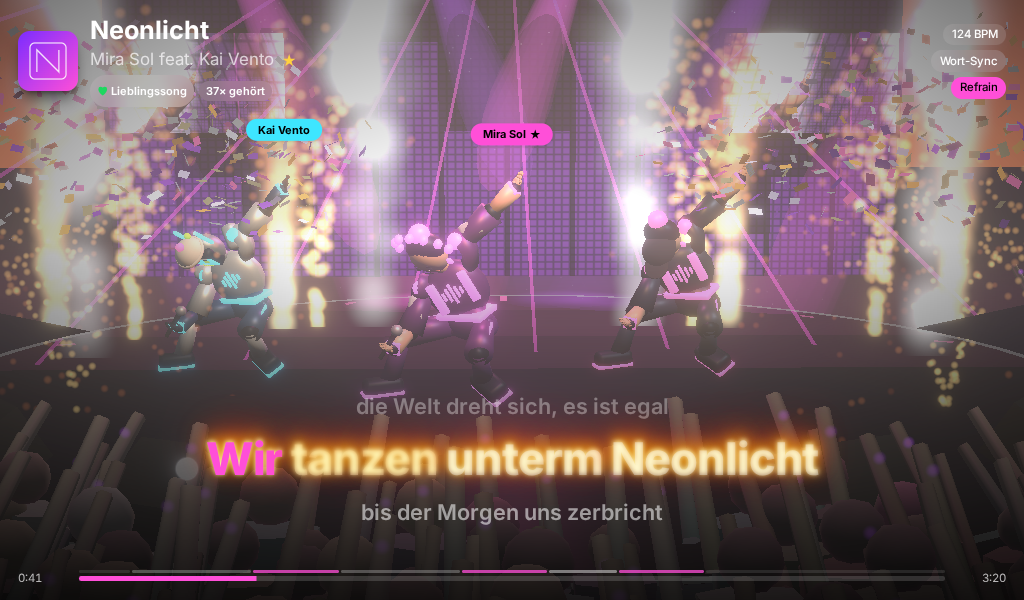 Neonlicht
Mira Sol feat. Kai Vento ★
Lieblingssong
37× gehört
124 BPM
Wort-Sync
Refrain
Kai Vento
Mira Sol ★
die Welt dreht sich, es ist egal
Wir tanzen unterm Neonlicht
bis der Morgen uns zerbricht
0:41
3:20